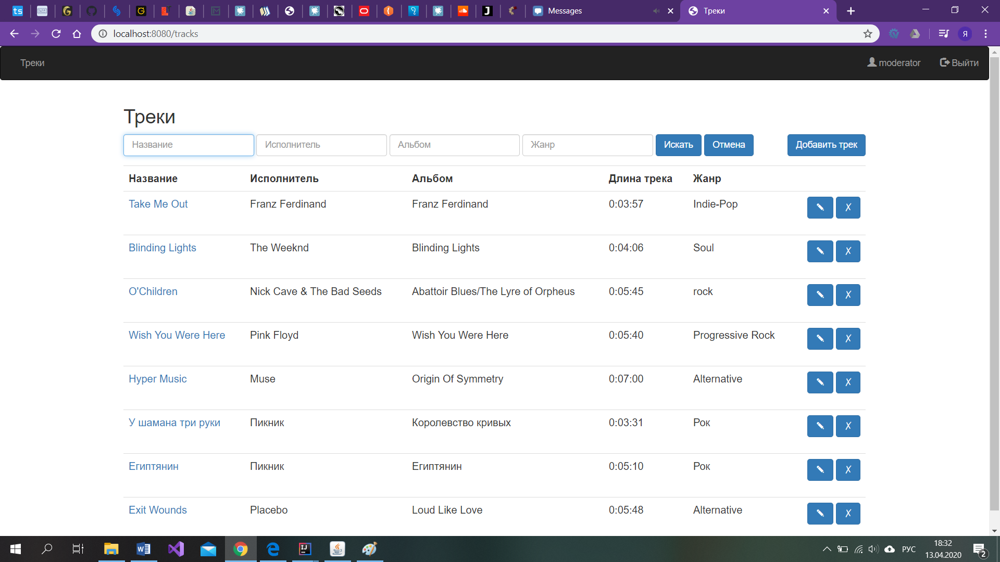 Messages
Треки
localhost:8080/tracks
Треки
moderator
Выйти
Треки
Название Исполнитель Альбом Жанр Искать Отмена Добавить трек
Название Исполнитель Альбом Длина трека Жанр
Take Me Out Franz Ferdinand Franz Ferdinand 0:03:57 Indie-Pop X
Blinding Lights The Weeknd Blinding Lights 0:04:06 Soul X
O'Children Nick Cave & The Bad Seeds Abattoir Blues/The Lyre of Orpheus 0:05:45 rock X
Wish You Were Here Pink Floyd Wish You Were Here 0:05:40 Progressive Rock X
Hyper Music Muse Origin Of Symmetry 0:07:00 Alternative X
У шамана три руки Пикник Королевство кривых 0:03:31 Рок X
Египтянин Пикник Египтянин 0:05:10 Рок X
Exit Wounds Placebo Loud Like Love 0:05:48 Alternative X
РУС
18:32
13.04.2020
2